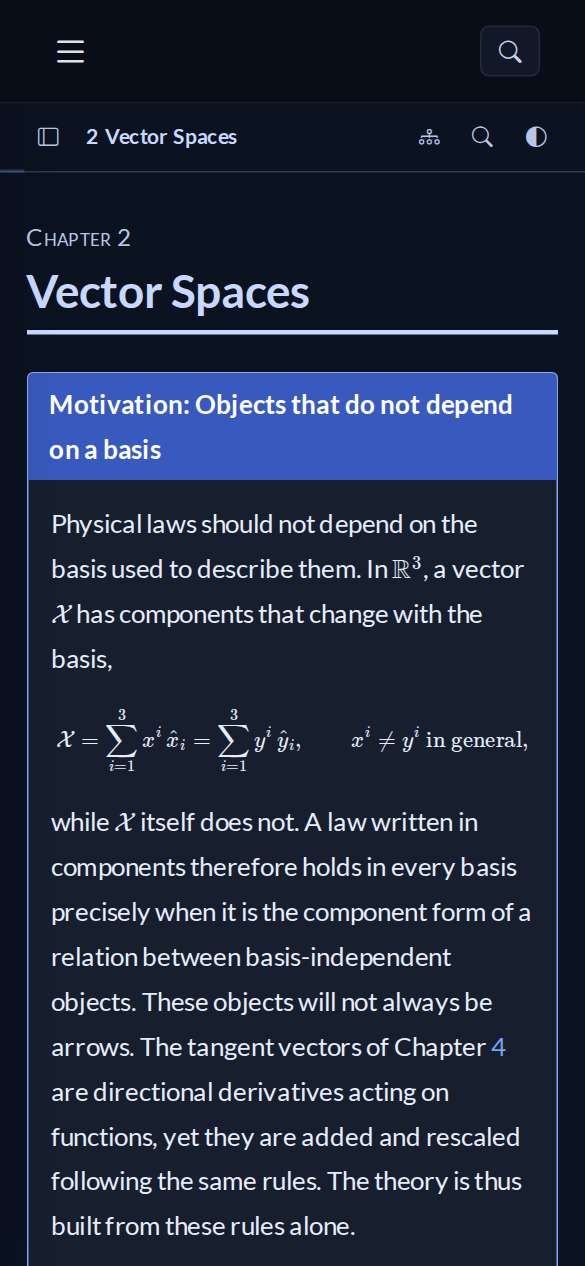 2 Vector Spaces
CHAPTER 2
Vector Spaces
Motivation: Objects that do not depend
on a basis
Physical laws should not depend on the
basis used to describe them. In ℝ³, a vector
𝒳 has components that change with the
basis,
𝒳 = ∑_{i=1}^{3} x^i x̂_i = ∑_{i=1}^{3} y^i ŷ_i,    x^i ≠ y^i in general,
while 𝒳 itself does not. A law written in
components therefore holds in every basis
precisely when it is the component form of a
relation between basis-independent
objects. These objects will not always be
arrows. The tangent vectors of Chapter 4
are directional derivatives acting on
functions, yet they are added and rescaled
following the same rules. The theory is thus
built from these rules alone.